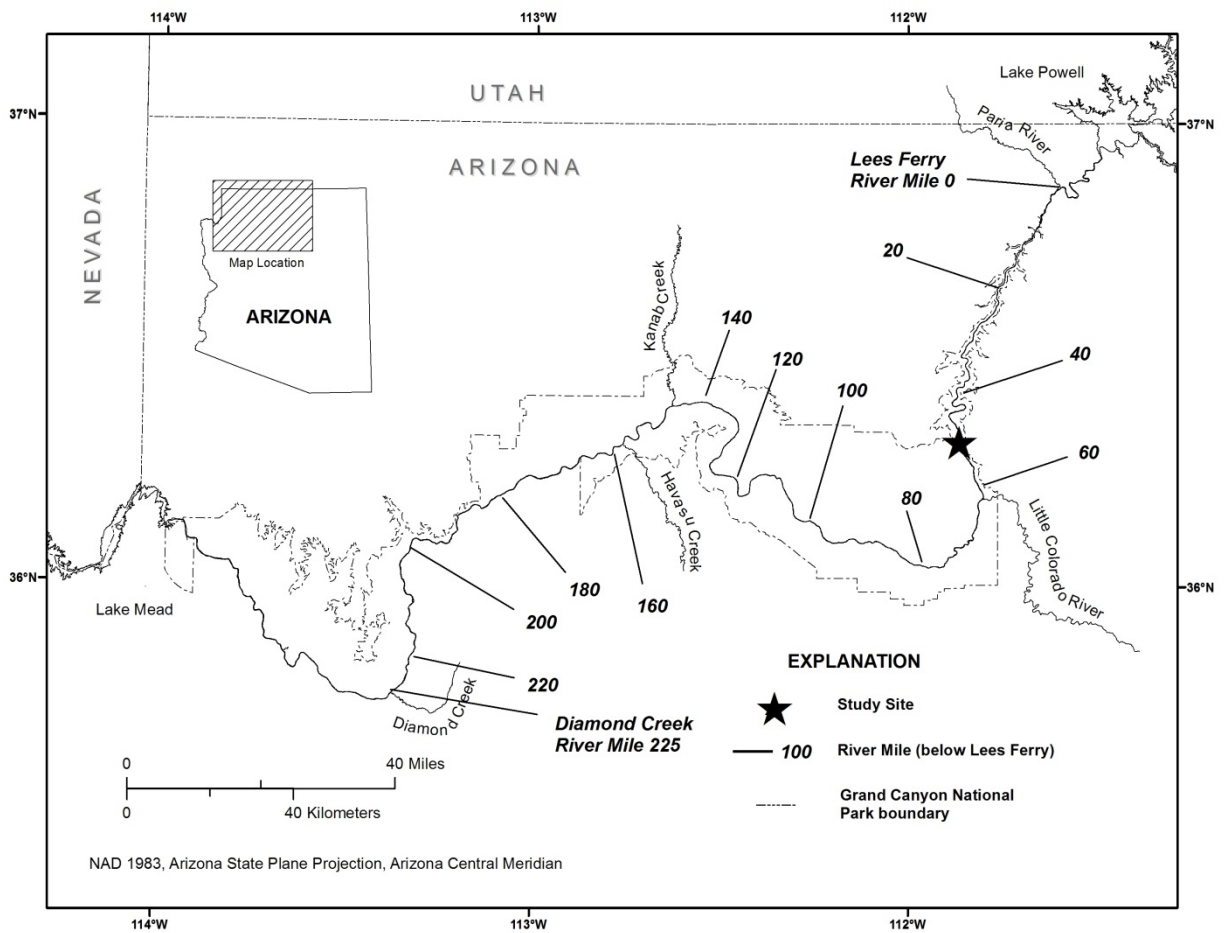 114°W
113°W
112°W
Lake Powell
UTAH
37°N
37°N
Paria River
ARIZONA
Lees Ferry
River Mile 0
NEVADA
20
Map Location
Kanab Creek
ARIZONA
140
40
120
100
60
80
Havasu Creek
Little Colorado River
36°N
36°N
180
160
Lake Mead
200
EXPLANATION
220
Study Site
Diamond Creek
Diamond Creek
River Mile 225
100
River Mile (below Lees Ferry)
0
40 Miles
0
40 Kilometers
Grand Canyon National
Park boundary
NAD 1983, Arizona State Plane Projection, Arizona Central Meridian
114°W
113°W
112°W